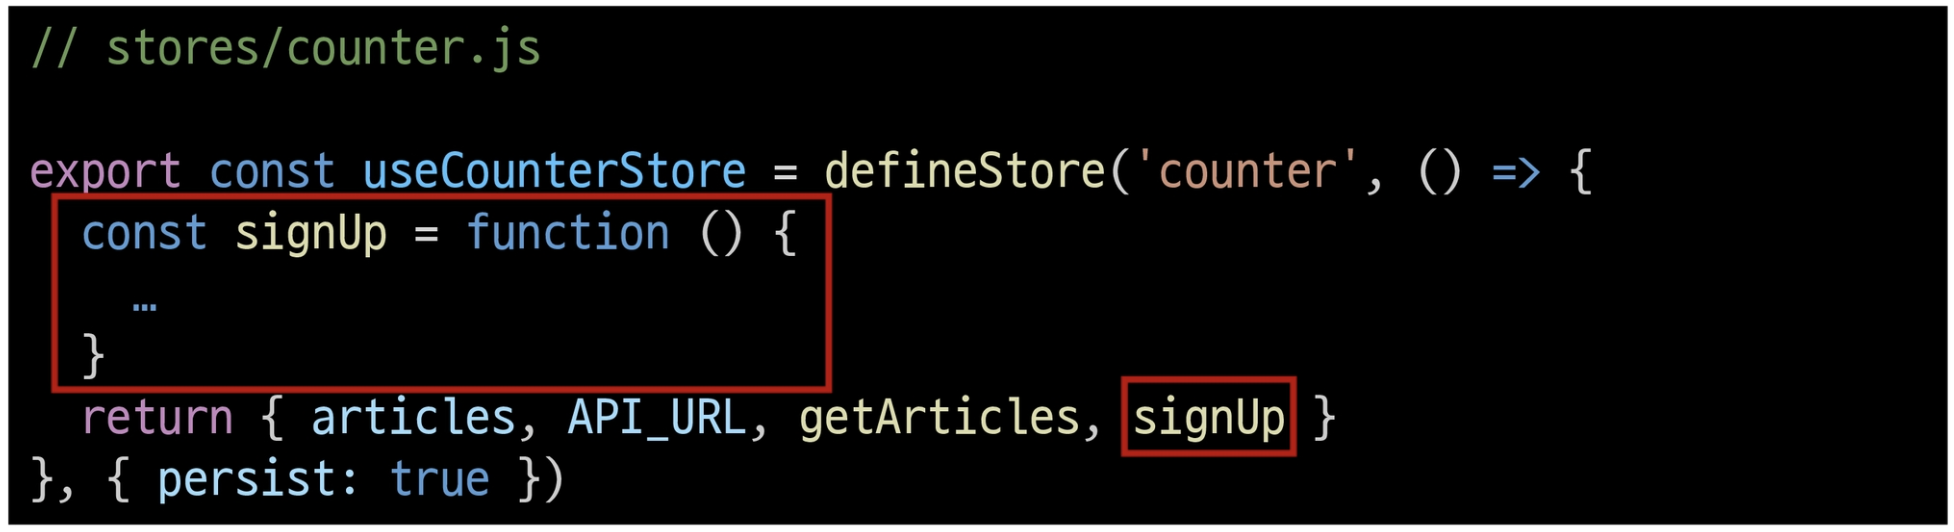 // stores/counter.js
export const useCounterStore = defineStore('counter', () => {
const signUp = function () {
…
}
return { articles, API_URL, getArticles, signUp }
}, { persist: true })